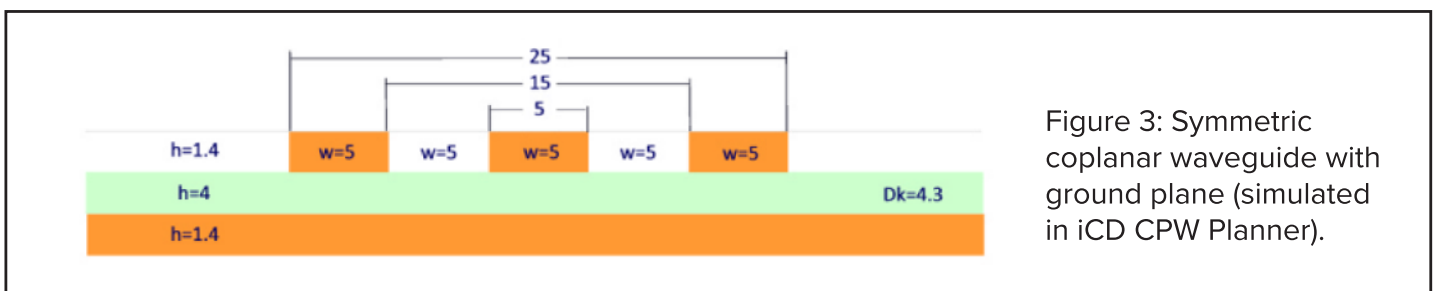 25
15
5
h=1.4 w=5 w=5 w=5 w=5 w=5
h=4 Dk=4.3
h=1.4
Figure 3: Symmetric
coplanar waveguide with
ground plane (simulated
in iCD CPW Planner).